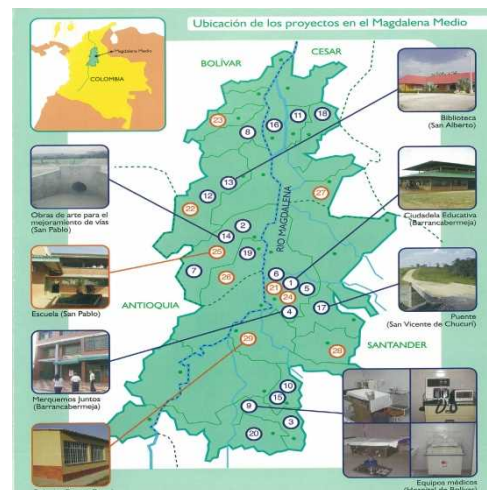 Ubicación de los proyectos en el Magdalena Medio
Magdalena Medio
COLOMBIA
BOLÍVAR
CESAR
23
8
16
11
18
Biblioteca
(San Alberto)
13
12
22
27
RIO MAGDALENA
Obras de arte para el
mejoramiento de vías
(San Pablo)
Ciudadela Educativa
(Barrancabermeja)
2
14
25
19
7
26
6
1
21
5
24
4
17
Escuela (San Pablo)
ANTIOQUIA
Puente
(San Vicente de Chucurí)
SANTANDER
29
28
Merquemos Juntos
(Barrancabermeja)
10
15
9
3
20
Equipos médicos